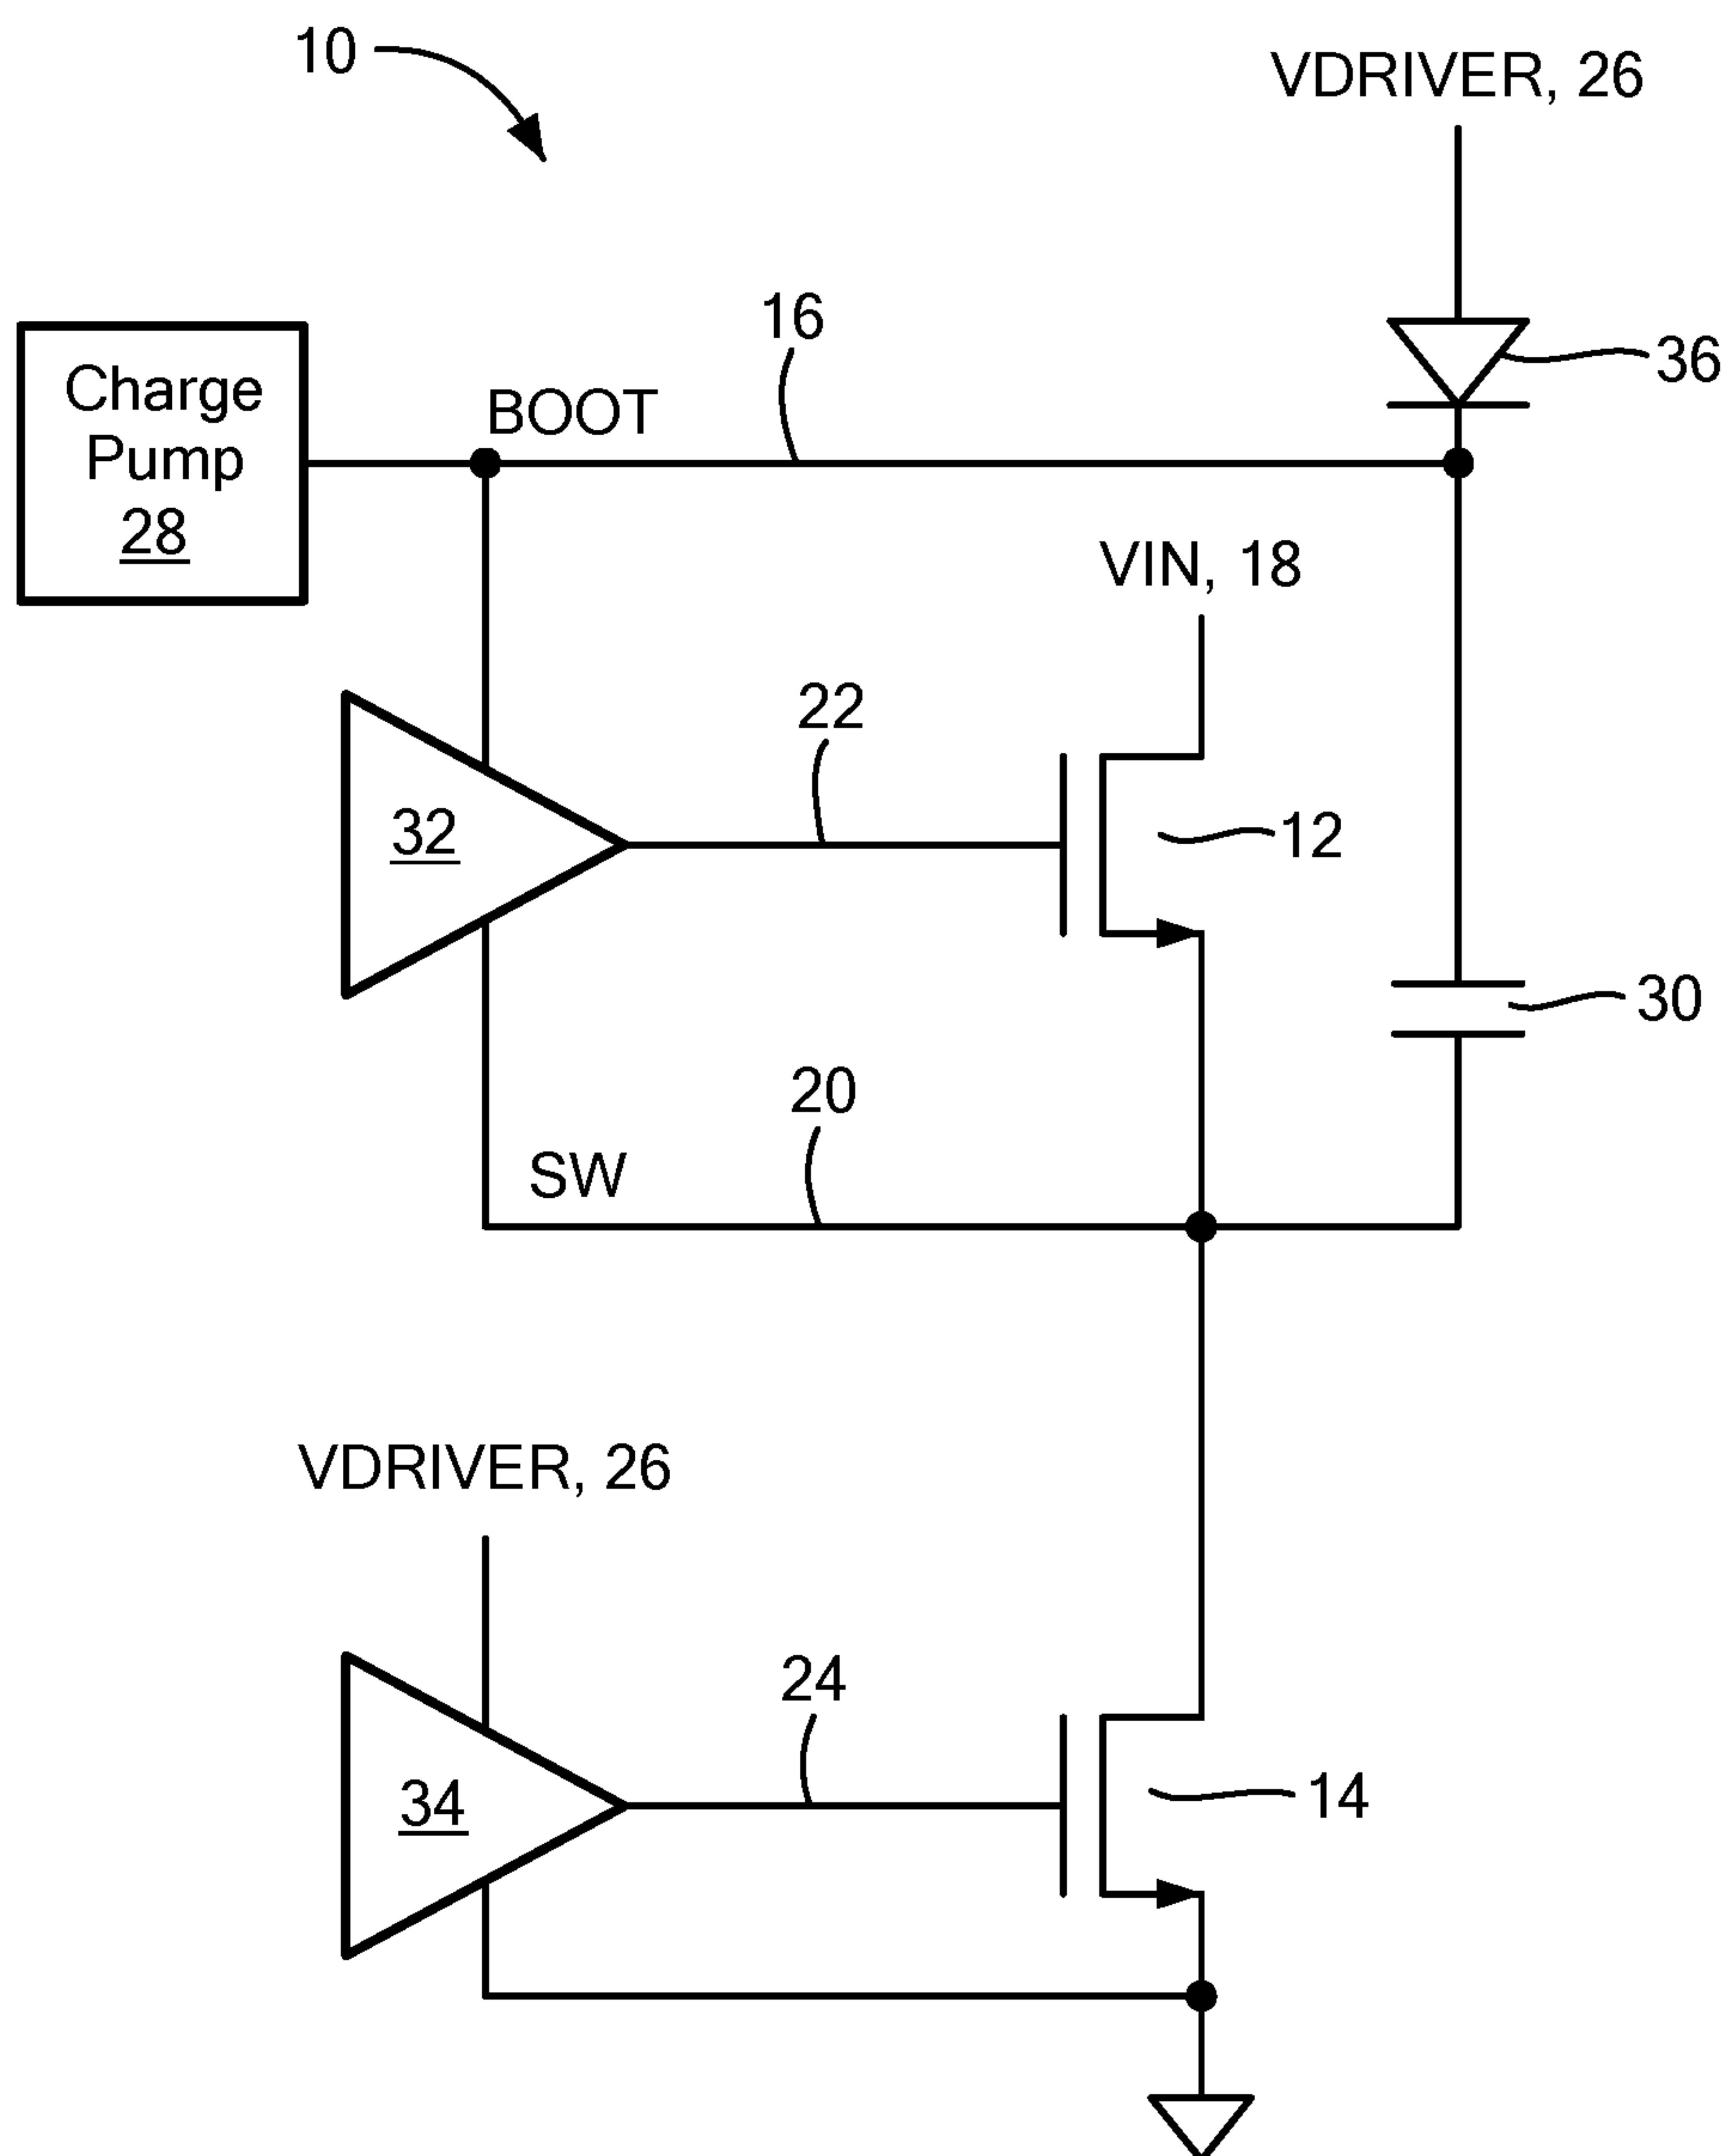 10
VDRIVER, 26
16
36
Charge
Pump
28
BOOT
VIN, 18
22
32
12
30
20
SW
VDRIVER, 26
24
34
14